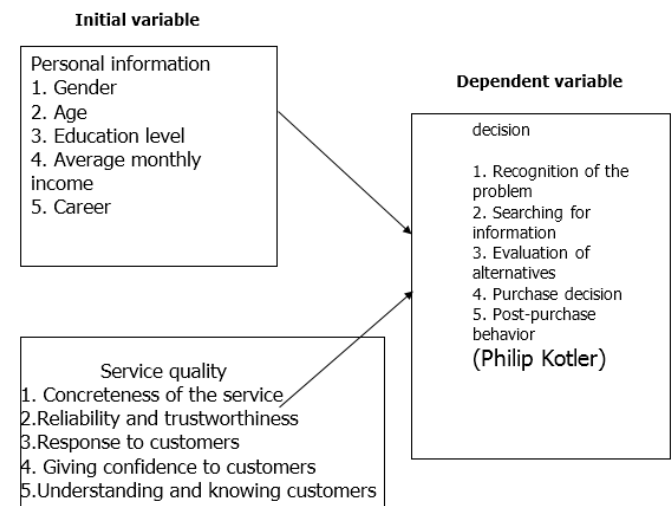 Initial variable
Personal information
1. Gender
2. Age
3. Education level
4. Average monthly
income
5. Career
Service quality
1. Concreteness of the service
2.Reliability and trustworthiness
3.Response to customers
4. Giving confidence to customers
5.Understanding and knowing customers
Dependent variable
decision
1. Recognition of the
problem
2. Searching for
information
3. Evaluation of
alternatives
4. Purchase decision
5. Post-purchase
behavior
(Philip Kotler)